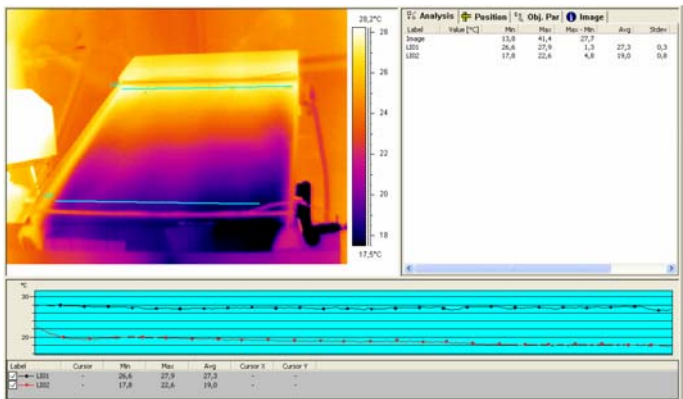 28,2°C
28
26
24
20
18
17,5°C
Analysis Position Obj. Par Image
Label Value [°C] Min Max Max - Min Avg Stdev
Image 13,8 41,4 27,7
LI01 26,6 27,9 1,3 27,3 0,3
LI02 17,8 22,6 4,8 19,0 0,8
°C
30
20
Label Cursor Min Max Avg Cursor X Cursor Y
LI01 - 26,6 27,9 27,3 - -
LI02 - 17,8 22,6 19,0 - -